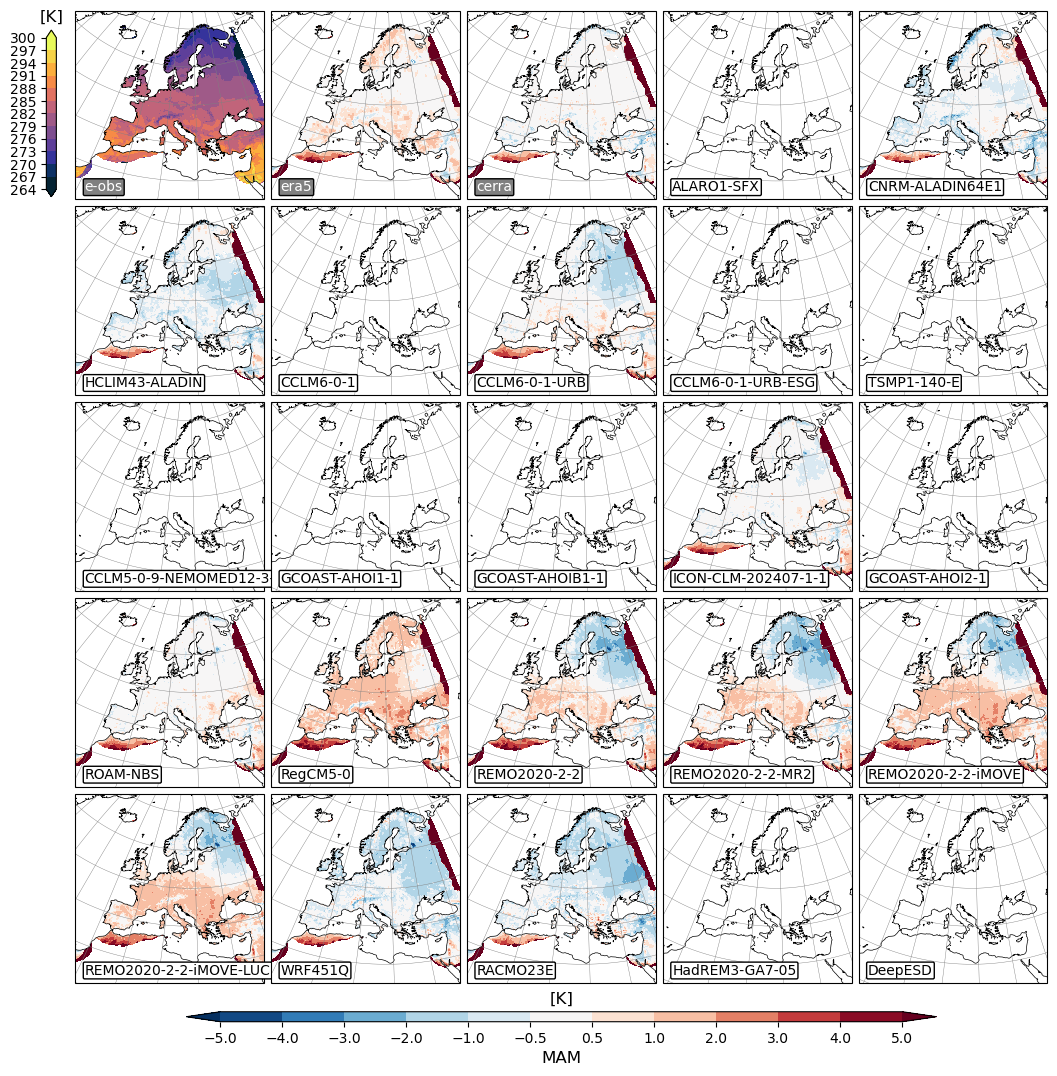 [K]
300
297
294
291
288
285
282
279
276
273
270
267
264
e-obs
era5
cerra
ALARO1-SFX
CNRM-ALADIN64E1
HCLIM43-ALADIN
CCLM6-0-1
CCLM6-0-1-URB
CCLM6-0-1-URB-ESG
TSMP1-140-E
CCLM5-0-9-NEMOMED12-3-
GCOAST-AHOI1-1
GCOAST-AHOIB1-1
ICON-CLM-202407-1-1
GCOAST-AHOI2-1
ROAM-NBS
RegCM5-0
REMO2020-2-2
REMO2020-2-2-MR2
REMO2020-2-2-iMOVE
REMO2020-2-2-iMOVE-LUC
WRF451Q
RACMO23E
HadREM3-GA7-05
DeepESD
[K]
−5.0 −4.0 −3.0 −2.0 −1.0 −0.5 0.5 1.0 2.0 3.0 4.0 5.0
MAM